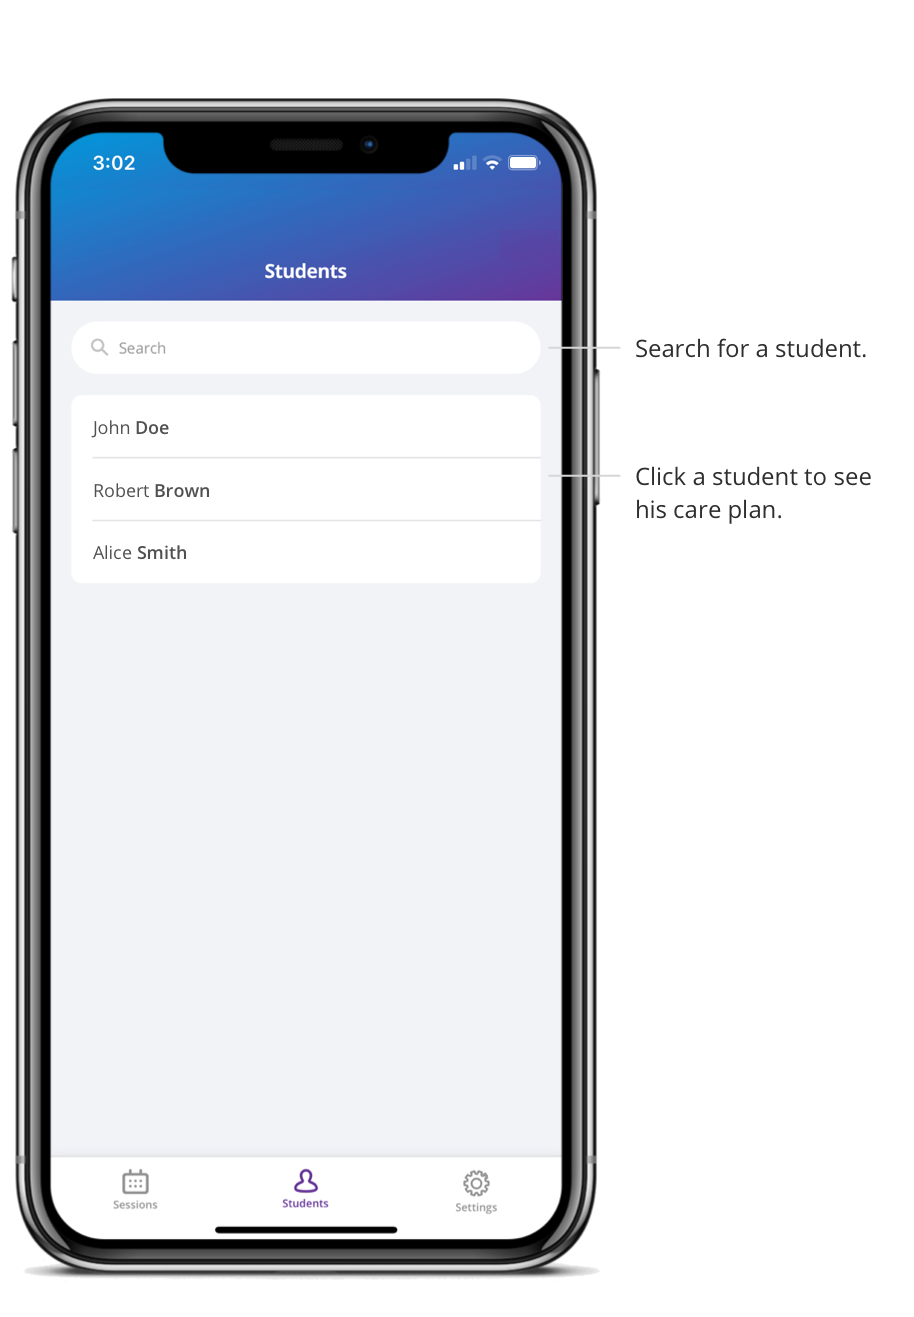 3:02
Students
Search
Search for a student.
John Doe
Click a student to see
his care plan.
Robert Brown
Alice Smith
Sessions
Students
Settings